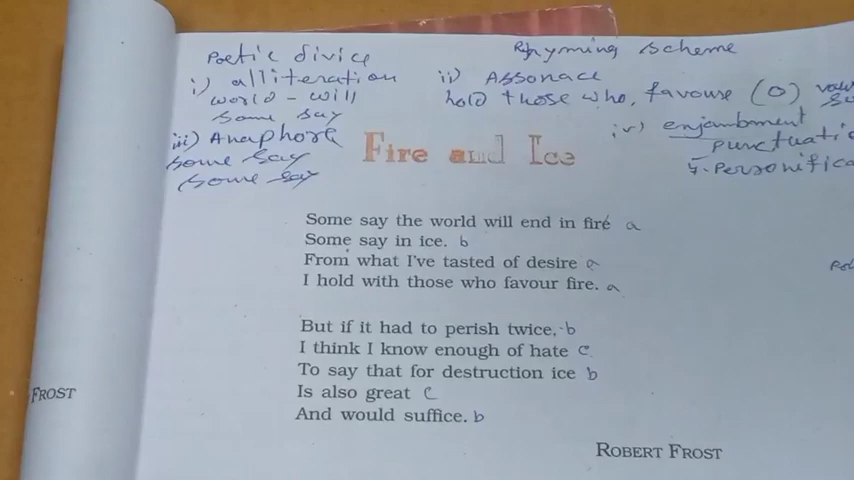 Poetic divice
i) alliteration
world - will
some say
iii) Anaphora
some say
some say
Rhyming scheme
ii) Assonace
hold those who, favoure (o)
iv) enjambment
Punctuatio
5. Personifica
Fire and Ice
Some say the world will end in fire a
Some say in ice. b
From what I've tasted of desire a
I hold with those who favour fire. a
But if it had to perish twice, b
I think I know enough of hate c
To say that for destruction ice b
Is also great c
And would suffice. b
ROBERT FROST
FROST